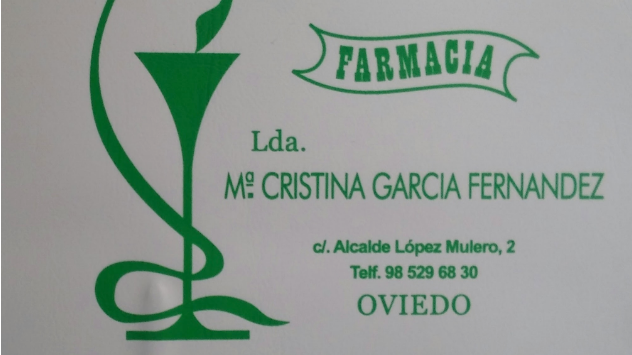 FARMACIA
Lda.
Mª CRISTINA GARCIA FERNANDEZ
c/. Alcalde López Mulero, 2
Telf. 98 529 68 30
OVIEDO